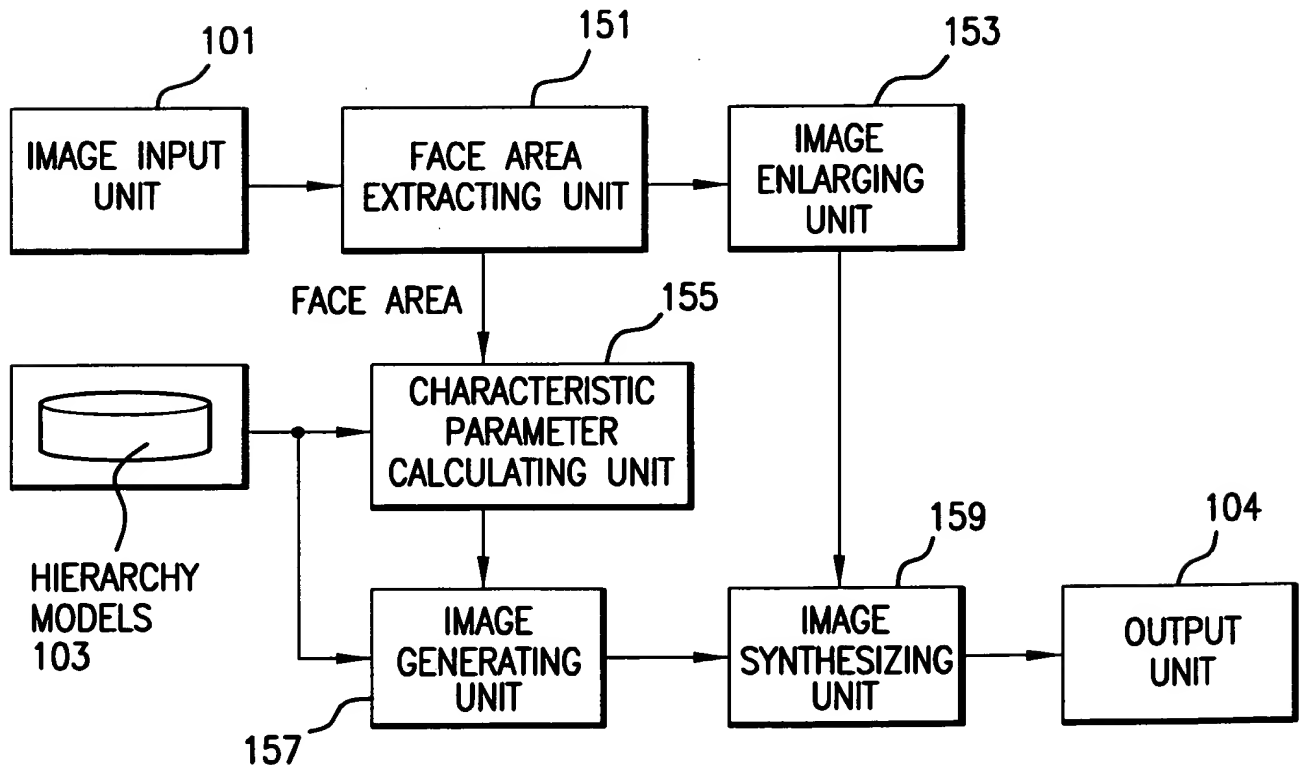 101
151
153
IMAGE INPUT
UNIT
FACE AREA
EXTRACTING UNIT
IMAGE
ENLARGING
UNIT
FACE AREA
155
CHARACTERISTIC
PARAMETER
CALCULATING UNIT
HIERARCHY
MODELS
103
159
104
IMAGE
GENERATING
UNIT
157
IMAGE
SYNTHESIZING
UNIT
OUTPUT
UNIT